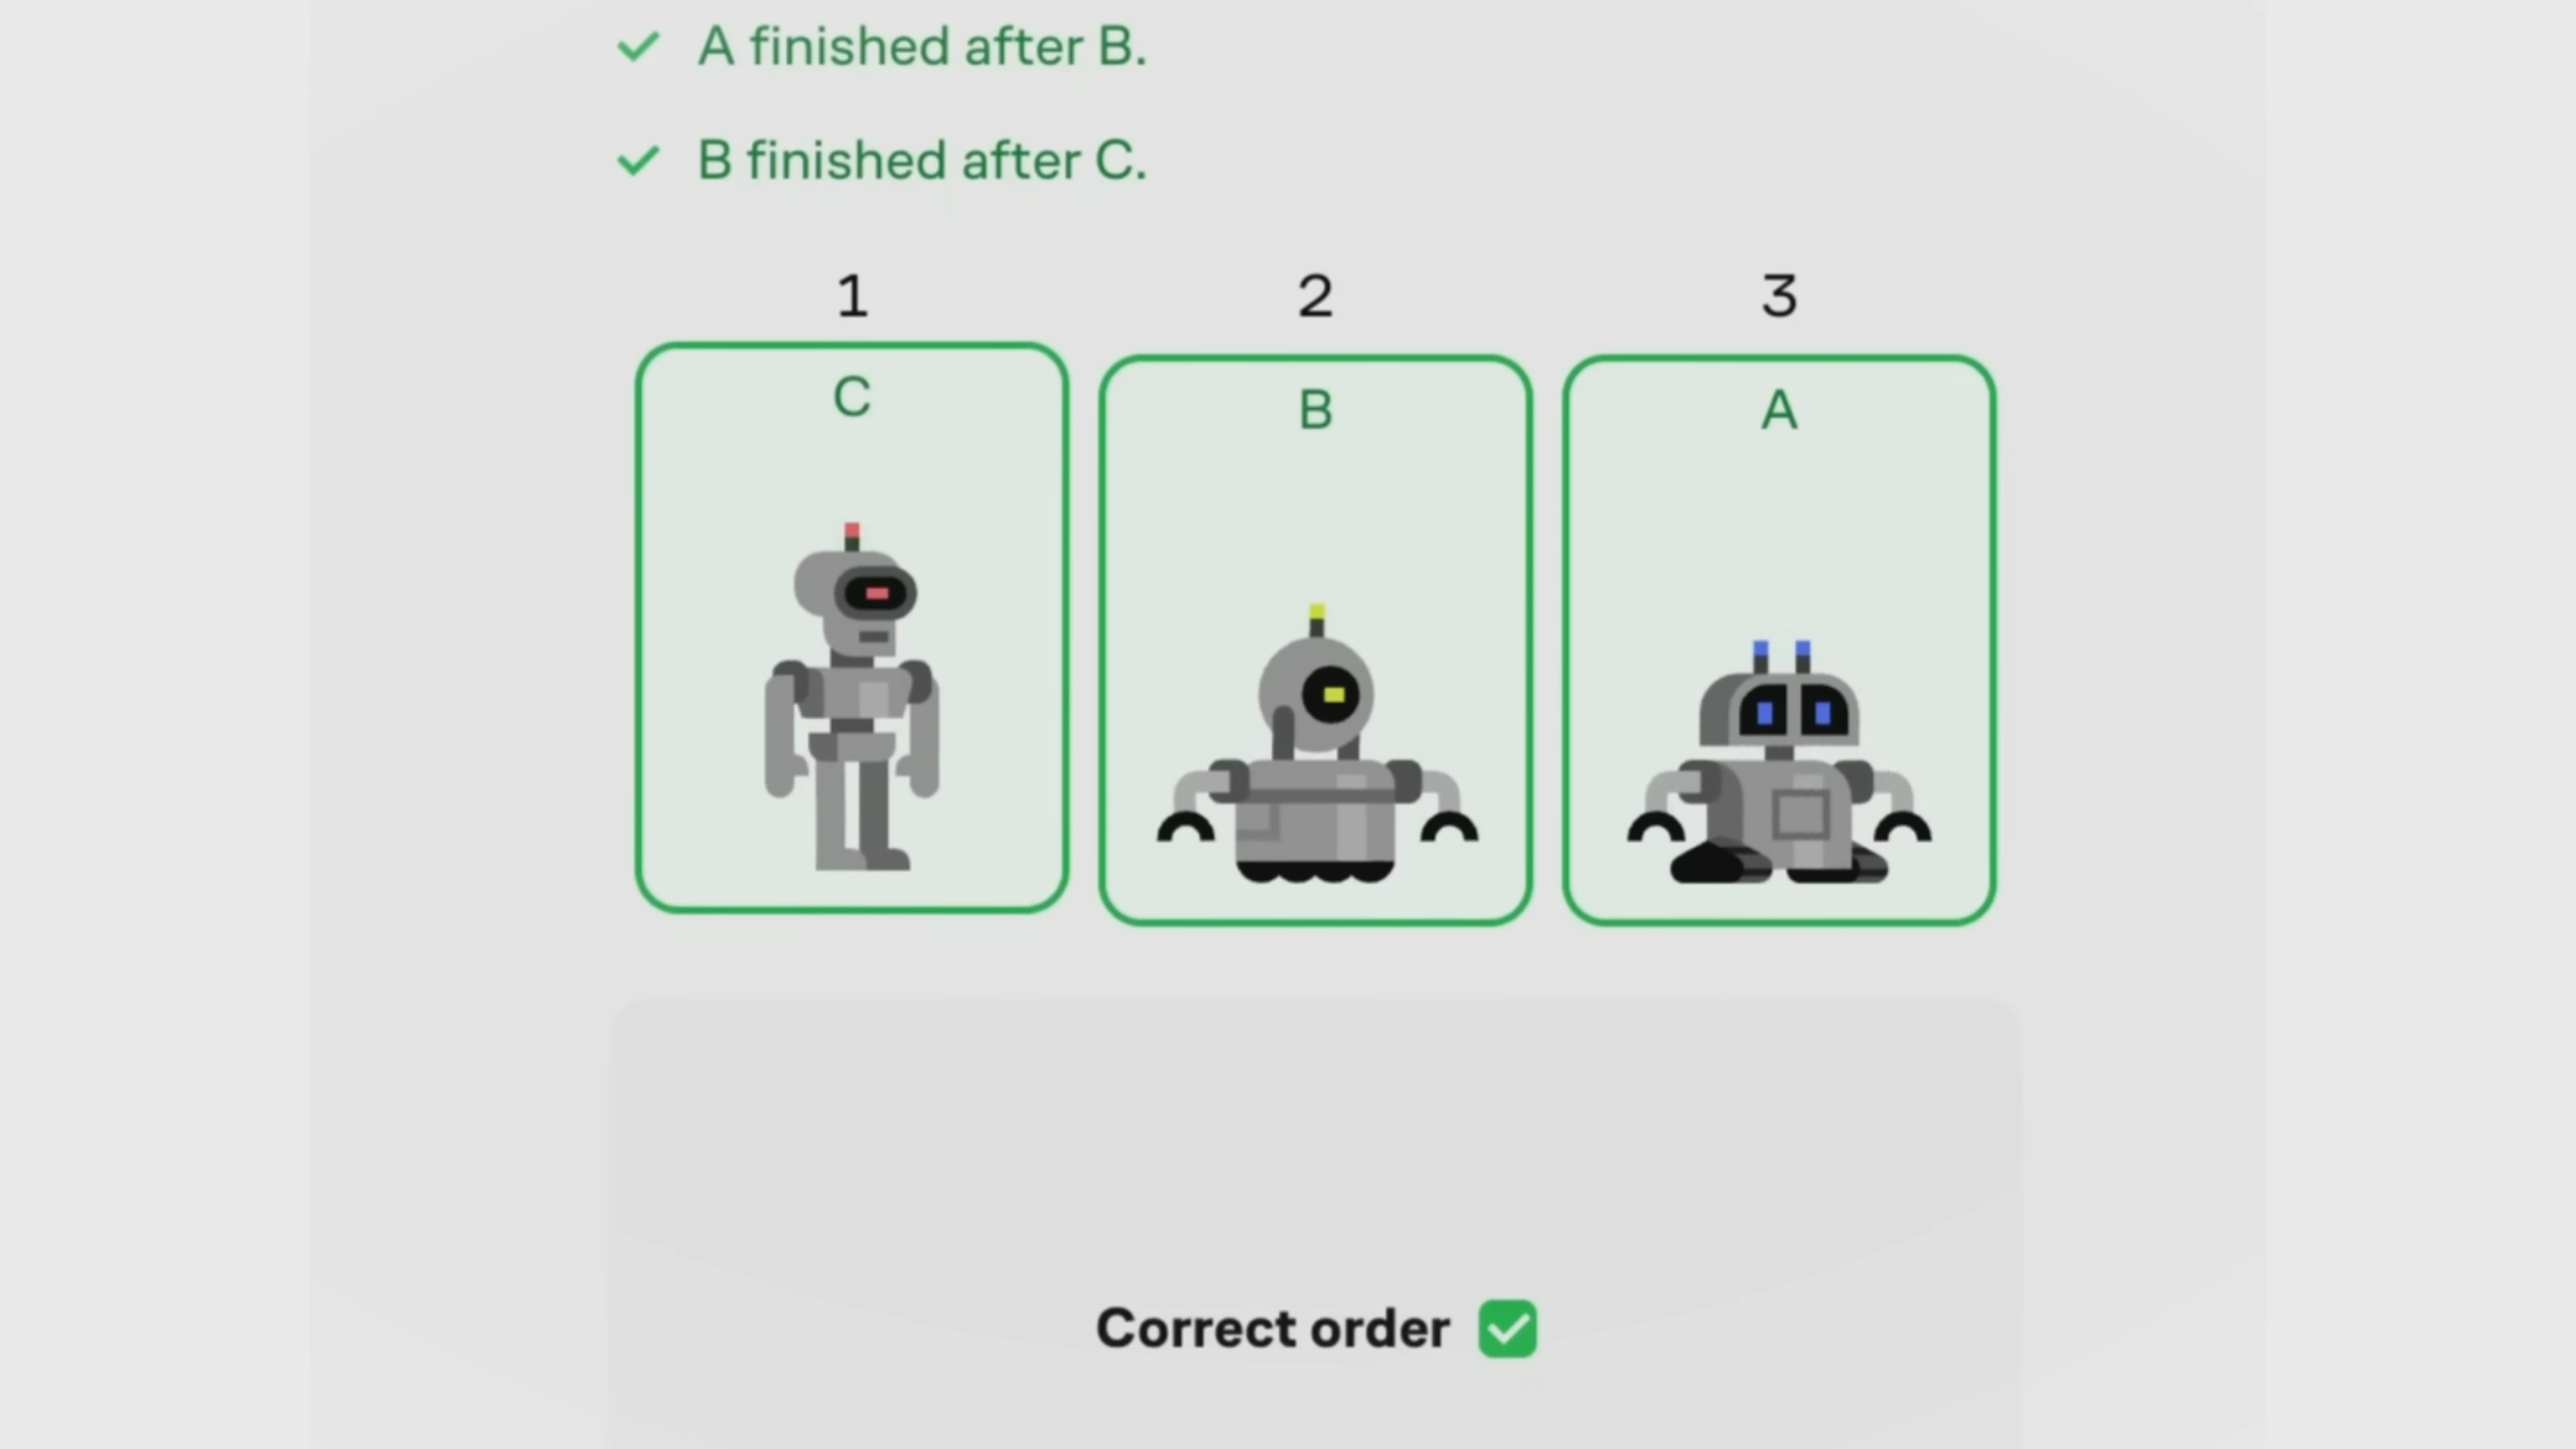 A finished after B.
B finished after C.
1 2 3
C B A
Correct order